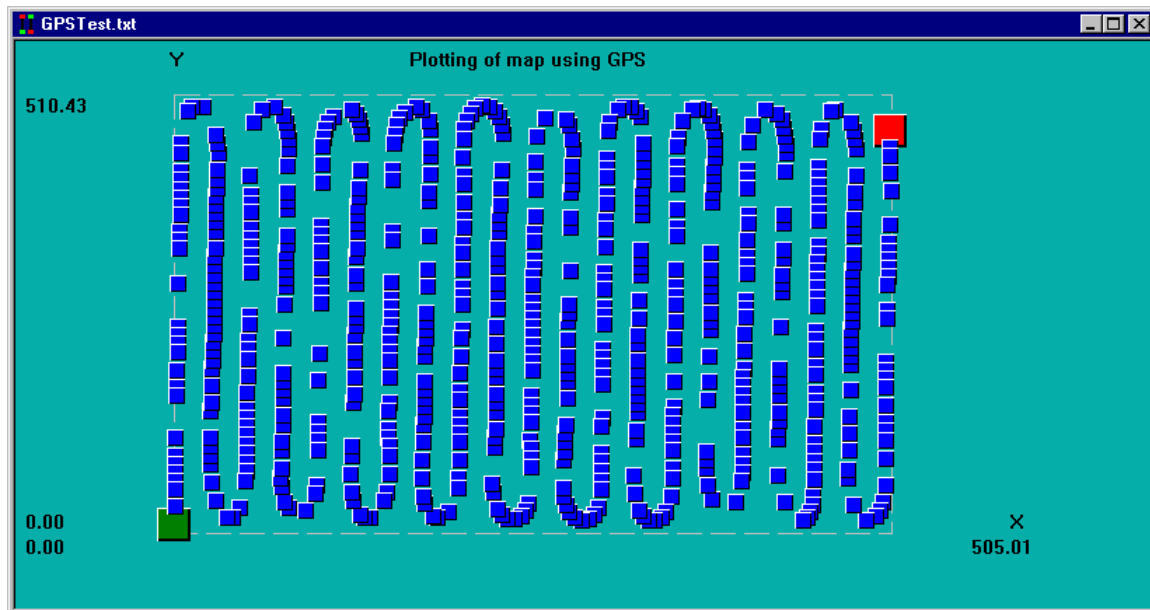 GPSTest.txt
Y
Plotting of map using GPS
510.43
0.00
X
0.00
505.01